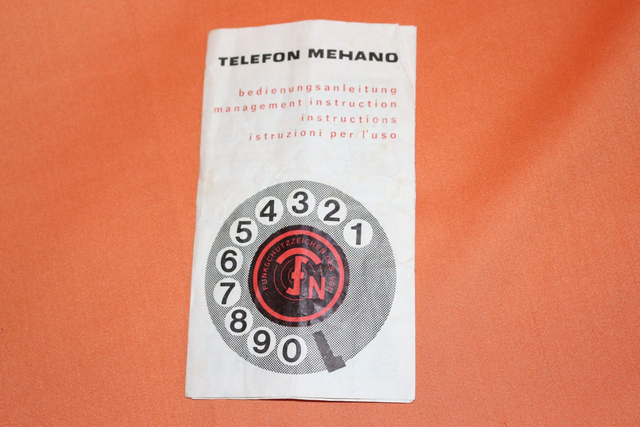 TELEFON MEHANO
bedienungsanleitung
management instruction
instructions
istruzioni per l'uso
3
4
2
5
1
6
7
8
9
0
FUNKSCHUTZZEICHEN
FN